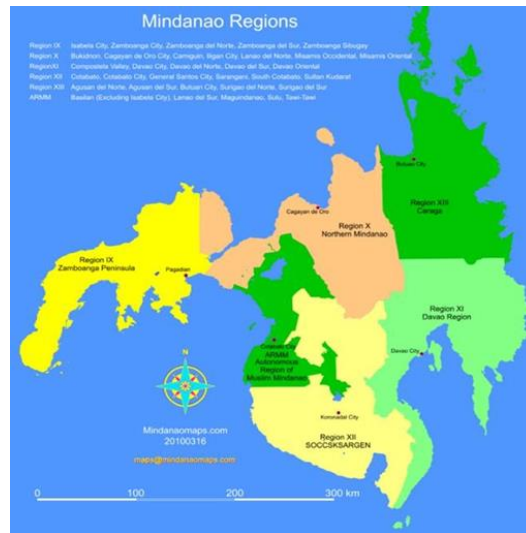 Mindanao Regions
Region IX Isabela City, Zamboanga City, Zamboanga del Norte, Zamboanga del Sur, Zamboanga Sibugay
Region X Bukidnon, Cagayan de Oro City, Camiguin, Iligan City, Lanao del Norte, Misamis Occidental, Misamis Oriental
RegionXI Compostela Valley, Davao City, Davao del Norte, Davao del Sur, Davao Oriental
Region XII Cotabato, Cotabato City, General Santos City, Sarangani, South Cotabato, Sultan Kudarat
Region XIII Agusan del Norte, Agusan del Sur, Butuan City, Surigao del Norte, Surigao del Sur
ARMM Basilan (Excluding Isabela City), Lanao del Sur, Maguindanao, Sulu, Tawi-Tawi
Butuan City
Region XIII
Caraga
Cagayan de Oro
Region X
Northern Mindanao
Region IX
Zamboanga Peninsula
Pagadian
Region XI
Davao Region
Cotabato City
ARMM
Autonomous
Region of
Muslim Mindanao
Davao City
N
Koronadal City
Region XII
SOCCSKSARGEN
Mindanaomaps.com
20100316
maps@mindanaomaps.com
0 100 200 300 km